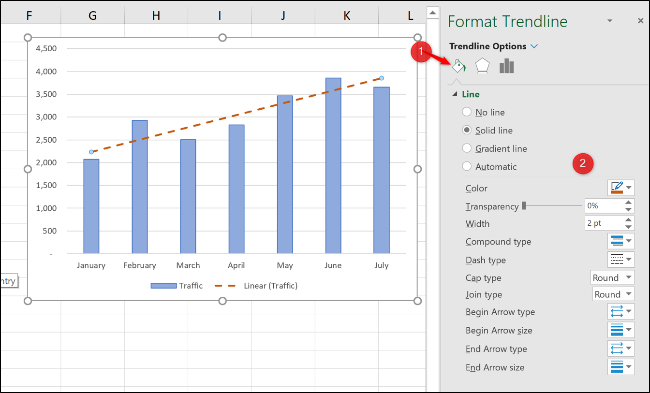 F G H I J K L
4,500
4,000
3,500
3,000
2,500
2,000
1,500
1,000
500
-
January February March April May June July
Traffic Linear (Traffic)
ntry
Format Trendline
Trendline Options
1
Line
No line
Solid line
Gradient line
Automatic
2
Color
Transparency 0%
Width 2 pt
Compound type
Dash type
Cap type Round
Join type Round
Begin Arrow type
Begin Arrow size
End Arrow type
End Arrow size